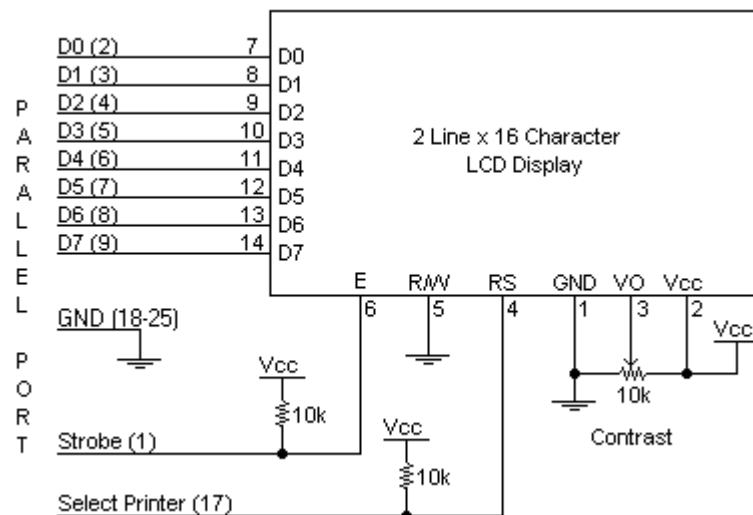 PARALLEL PORT
D0 (2) 7 D0
D1 (3) 8 D1
D2 (4) 9 D2
D3 (5) 10 D3
D4 (6) 11 D4
D5 (7) 12 D5
D6 (8) 13 D6
D7 (9) 14 D7
2 Line x 16 Character
LCD Display
E R/W RS GND VO Vcc
6 5 4 1 3 2
GND (18-25)
Vcc
Vcc
10k
10k
Contrast
Strobe (1)
Vcc
10k
Select Printer (17)